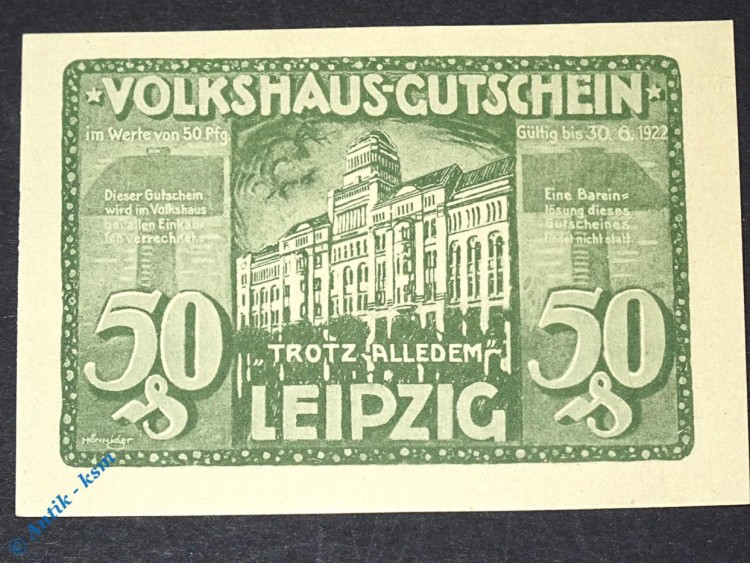 VOLKSHAUS-GUTSCHEIN
im Werte von 50 Pfg.
Gültig bis 30. 6. 1922
Dieser Gutschein
wird im Volkshaus
bei allen Einkäu-
fen verrechnet.
Eine Barein=
lösung dieses
Gutscheines
findet nicht statt.
50
50
„TROTZ ALLEDEM"
LEIPZIG
© Antik - ksm